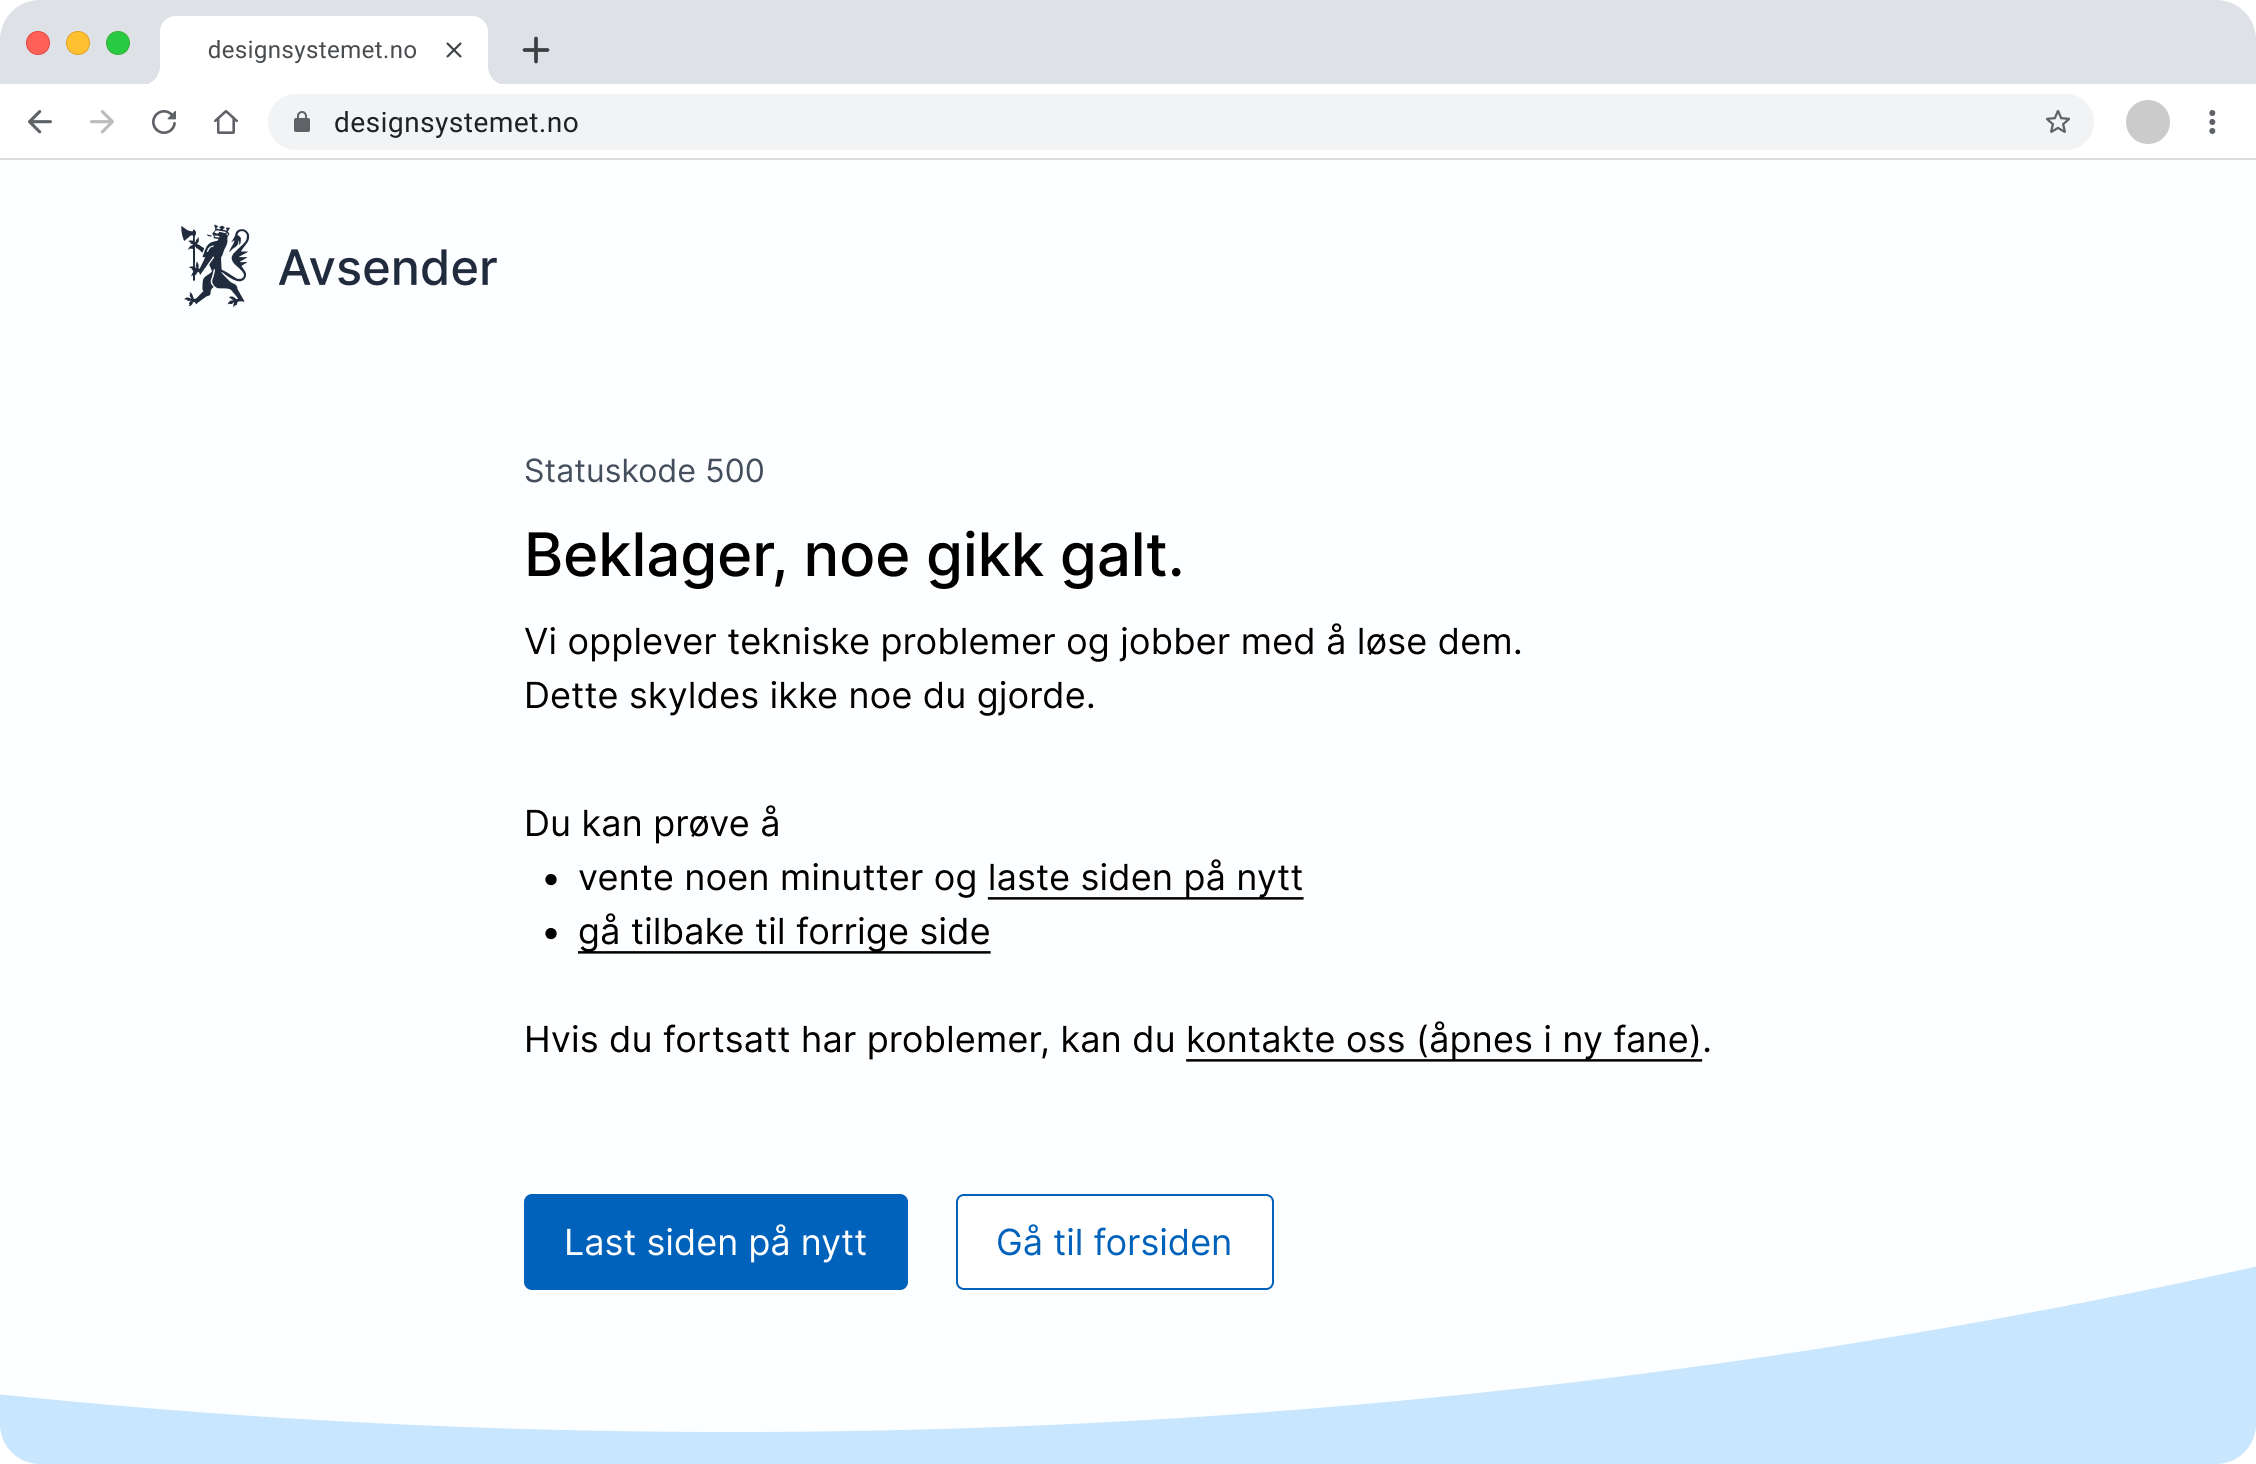 designsystemet.no
designsystemet.no
Avsender
Statuskode 500
Beklager, noe gikk galt.
Vi opplever tekniske problemer og jobber med å løse dem.
Dette skyldes ikke noe du gjorde.
Du kan prøve å
vente noen minutter og laste siden på nytt
gå tilbake til forrige side
Hvis du fortsatt har problemer, kan du kontakte oss (åpnes i ny fane).
Last siden på nytt
Gå til forsiden